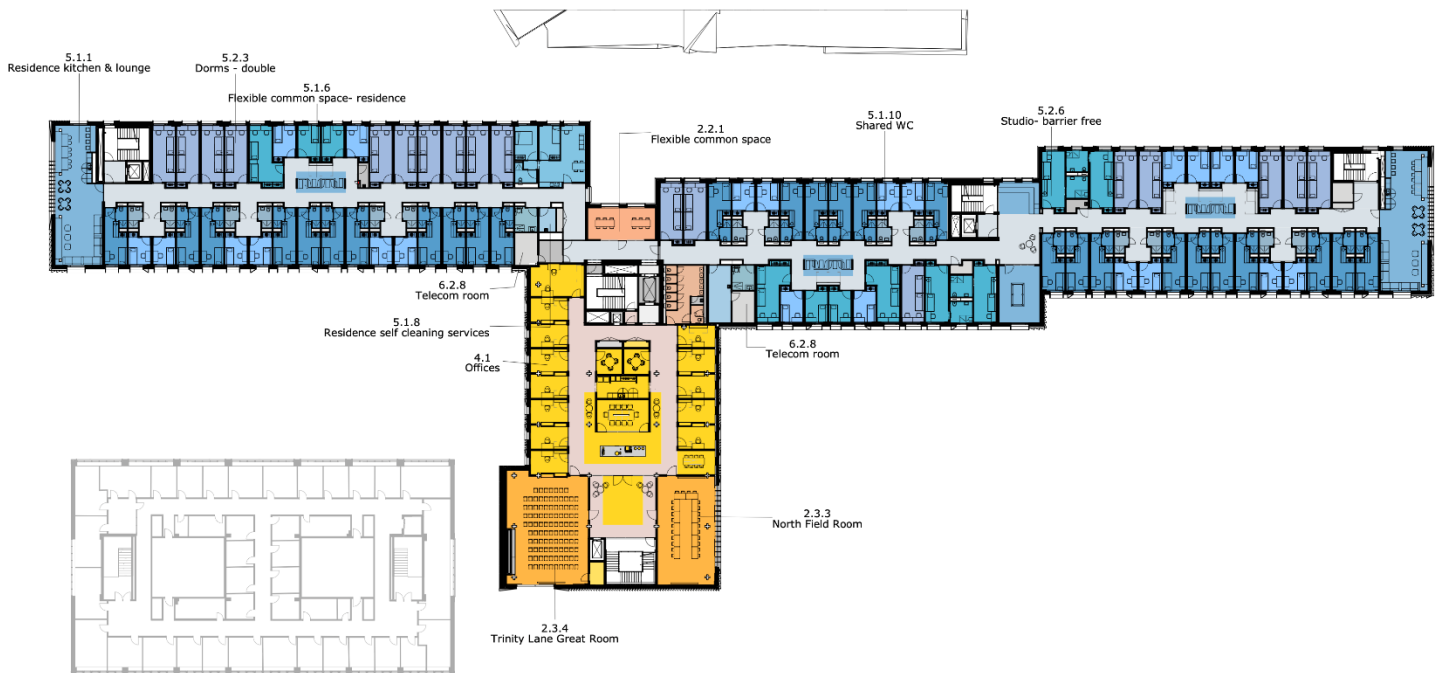 5.1.1
Residence kitchen & lounge
5.2.3
Dorms - double
5.1.6
Flexible common space- residence
2.2.1
Flexible common space
5.1.10
Shared WC
5.2.6
Studio- barrier free
6.2.8
Telecom room
5.1.8
Residence self cleaning services
4.1
Offices
6.2.8
Telecom room
2.3.3
North Field Room
2.3.4
Trinity Lane Great Room